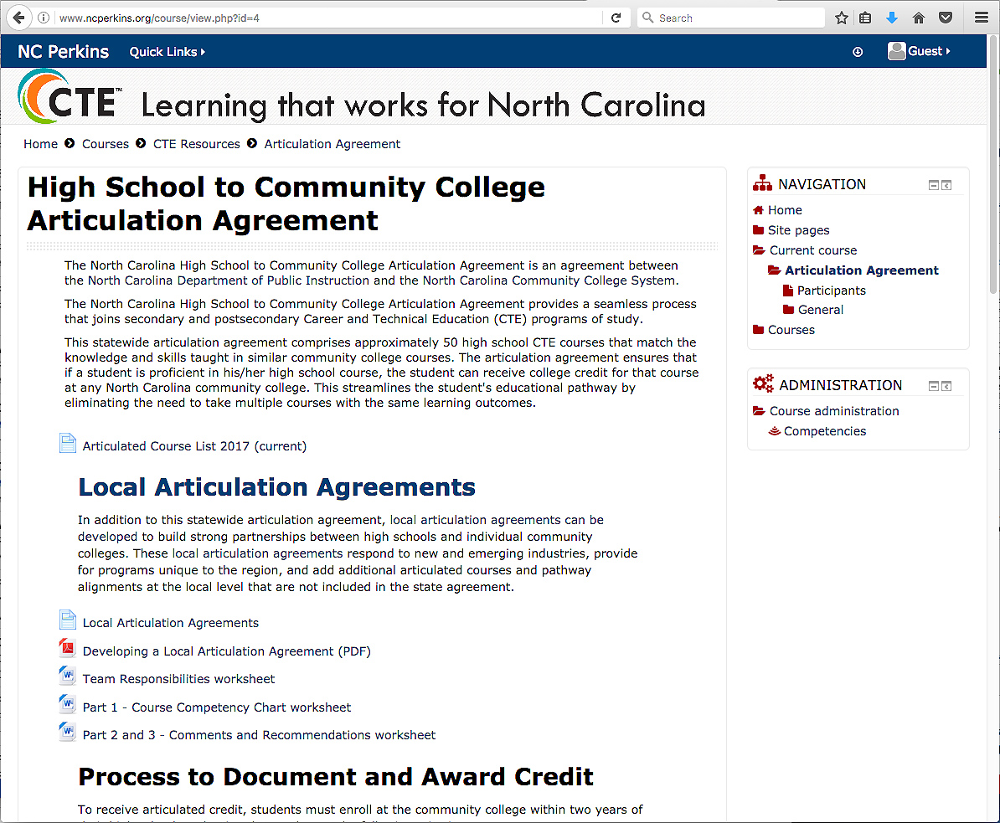 www.ncperkins.org/course/view.php?id=4
Search
NC Perkins
Quick Links
Guest
CTE™
Learning that works for North Carolina
Home
Courses
CTE Resources
Articulation Agreement
High School to Community College
Articulation Agreement
The North Carolina High School to Community College Articulation Agreement is an agreement between
the North Carolina Department of Public Instruction and the North Carolina Community College System.
The North Carolina High School to Community College Articulation Agreement provides a seamless process
that joins secondary and postsecondary Career and Technical Education (CTE) programs of study.
This statewide articulation agreement comprises approximately 50 high school CTE courses that match the
knowledge and skills taught in similar community college courses. The articulation agreement ensures that
if a student is proficient in his/her high school course, the student can receive college credit for that course
at any North Carolina community college. This streamlines the student's educational pathway by
eliminating the need to take multiple courses with the same learning outcomes.
Articulated Course List 2017 (current)
Local Articulation Agreements
In addition to this statewide articulation agreement, local articulation agreements can be
developed to build strong partnerships between high schools and individual community
colleges. These local articulation agreements respond to new and emerging industries, provide
for programs unique to the region, and add additional articulated courses and pathway
alignments at the local level that are not included in the state agreement.
Local Articulation Agreements
Developing a Local Articulation Agreement (PDF)
Team Responsibilities worksheet
Part 1 - Course Competency Chart worksheet
Part 2 and 3 - Comments and Recommendations worksheet
Process to Document and Award Credit
To receive articulated credit, students must enroll at the community college within two years of
NAVIGATION
Home
Site pages
Current course
Articulation Agreement
Participants
General
Courses
ADMINISTRATION
Course administration
Competencies